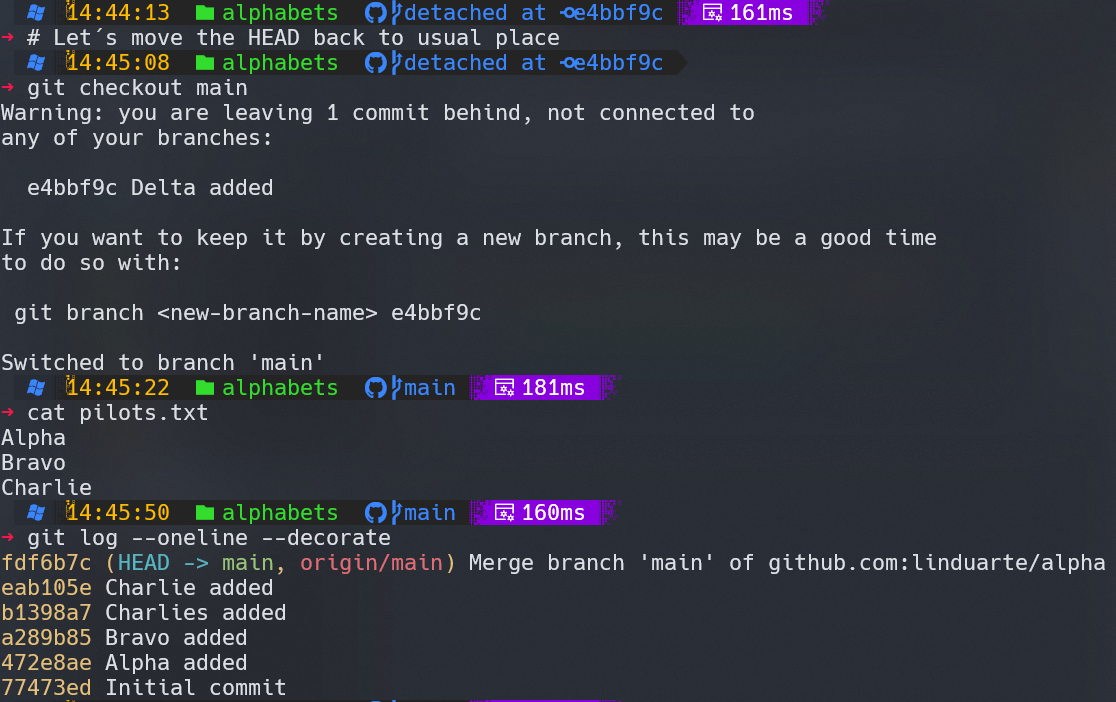 14:44:13 alphabets detached at e4bbf9c 161ms
→ # Let´s move the HEAD back to usual place
14:45:08 alphabets detached at e4bbf9c
→ git checkout main
Warning: you are leaving 1 commit behind, not connected to
any of your branches:
e4bbf9c Delta added
If you want to keep it by creating a new branch, this may be a good time
to do so with:
git branch <new-branch-name> e4bbf9c
Switched to branch 'main'
14:45:22 alphabets main 181ms
→ cat pilots.txt
Alpha
Bravo
Charlie
14:45:50 alphabets main 160ms
→ git log --oneline --decorate
fdf6b7c (HEAD -> main, origin/main) Merge branch 'main' of github.com:linduarte/alpha
eab105e Charlie added
b1398a7 Charlies added
a289b85 Bravo added
472e8ae Alpha added
77473ed Initial commit